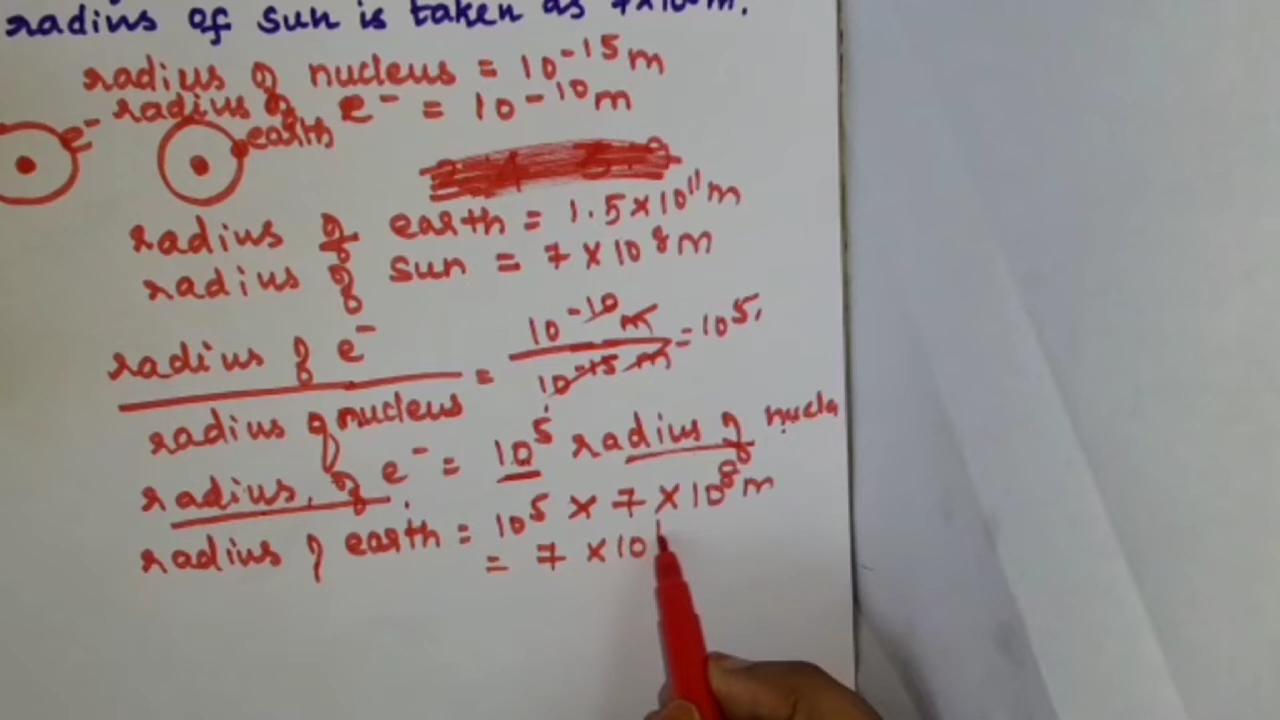 radius of sun is taken as 7x10⁸m.
radius of nucleus = 10⁻¹⁵m
radius of e⁻ = 10⁻¹⁰m
e⁻ earth
radius of earth = 1.5×10¹¹m
radius of sun = 7 × 10⁸m
radius of e⁻ / radius of nucleus = 10⁻¹⁰ m / 10⁻¹⁵ m = 10⁵,
radius of e⁻ = 10⁵ radius of nucle
radius of earth = 10⁵ × 7 × 10⁸m
= 7 × 10